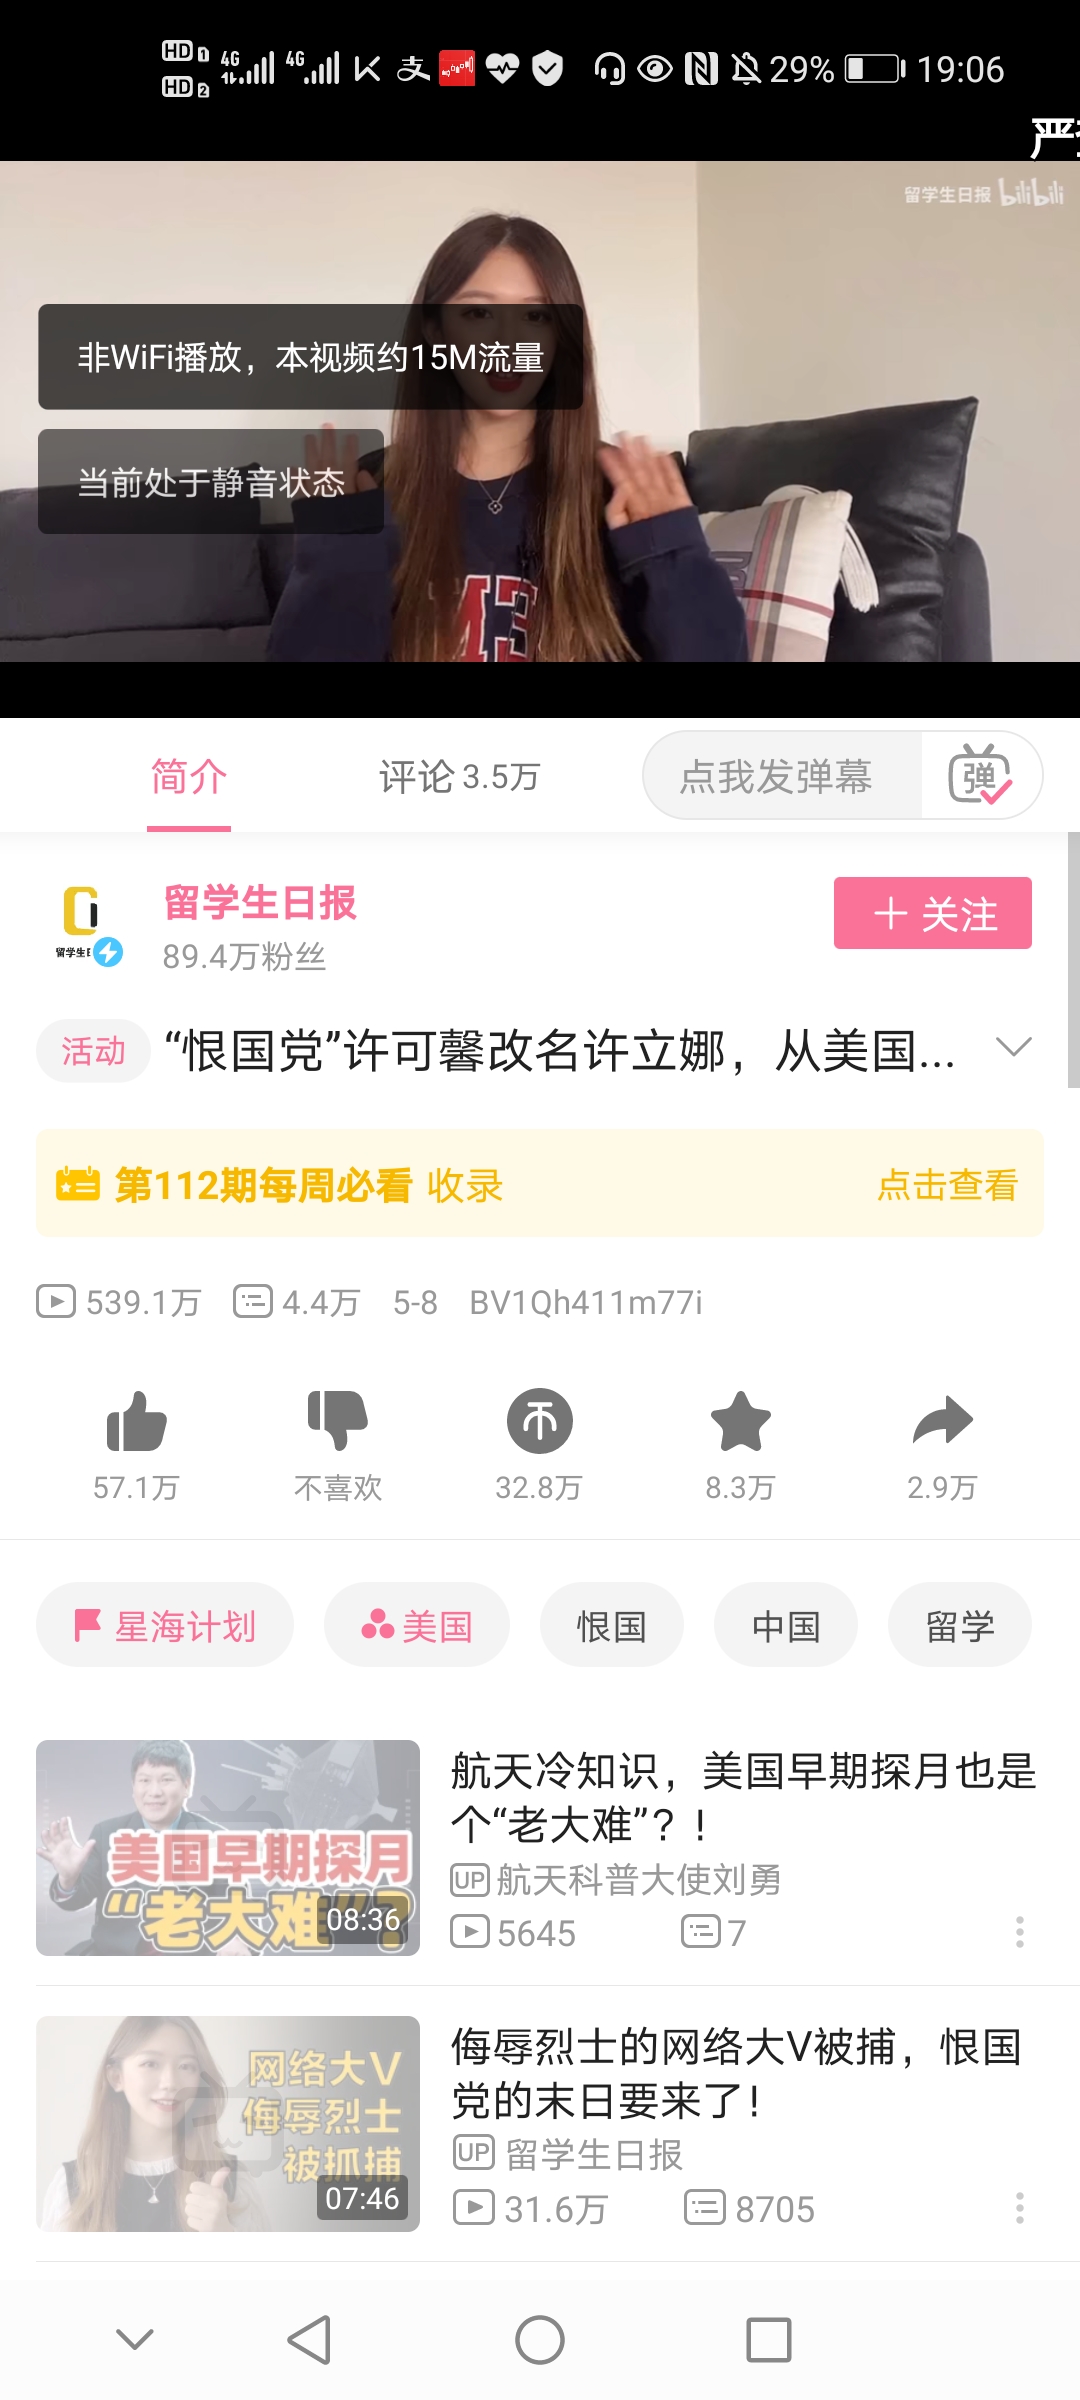 HD 1 4G 4G 支 29% 19:06
HD 2
严
留学生日报 bilibili
非WiFi播放，本视频约15M流量
当前处于静音状态
简介 评论 3.5万 点我发弹幕 弹
留学生日报
89.4万粉丝
+ 关注
活动 “恨国党”许可馨改名许立娜，从美国...
第112期每周必看 收录 点击查看
539.1万 4.4万 5-8 BV1Qh411m77i
57.1万 不喜欢 32.8万 8.3万 2.9万
星海计划 美国 恨国 中国 留学
美国早期探月
“老大难”？
08:36
航天冷知识，美国早期探月也是
个“老大难”？！
UP 航天科普大使刘勇
5645 7
网络大V
侮辱烈士
被抓捕
07:46
侮辱烈士的网络大V被捕，恨国
党的末日要来了！
UP 留学生日报
31.6万 8705